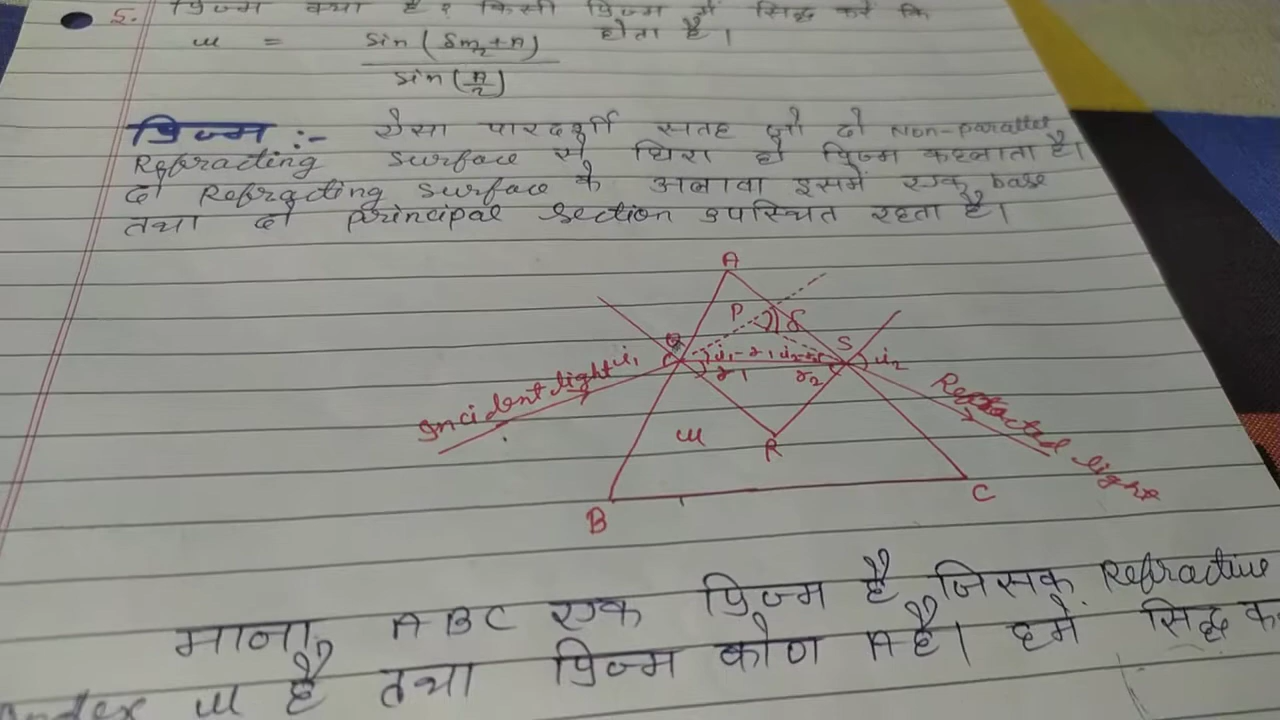 5. प्रिज्म क्या है ? किसी प्रिज्म में सिद्ध करें कि
μ = sin(δm+A/2) / sin(A/2) होता है।
प्रिज्म :- ऐसा पारदर्शी सतह जो दो Non-parallel
Refracting surface से घिरा हो प्रिज्म कहलाता है।
दो Refracting surface के अलावा इसमें एक base
तथा दो principal section उपस्थित रहता है।
A
P δ
Q S
i₁ i₁-r₁ i₂
r₁ r₂
Incident light
Refracted light
μ
R
B C
माना, ABC एक प्रिज्म है जिसक Refractive
index μ है तथा प्रिज्म कोण A है। हमें सिद्ध क